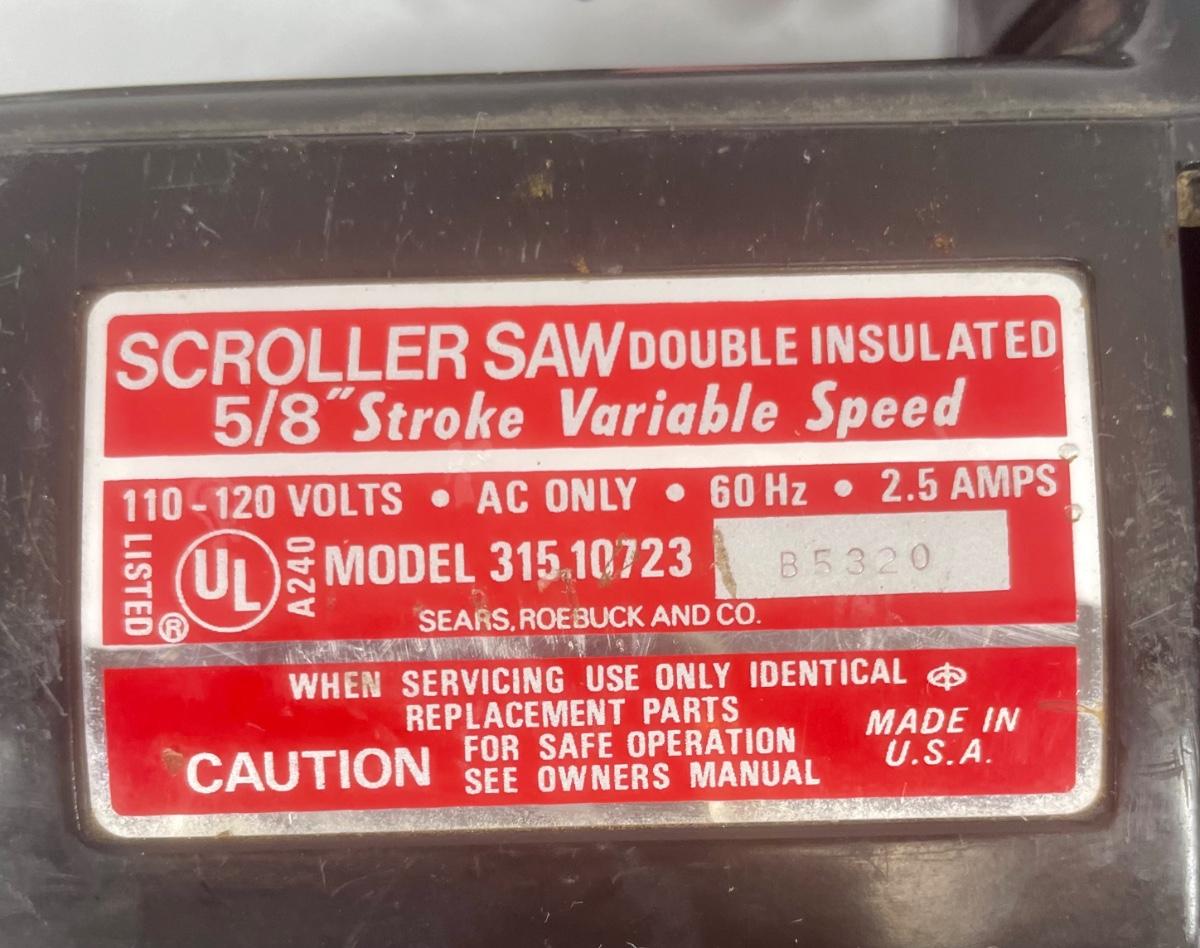 SCROLLER SAW DOUBLE INSULATED
5/8" Stroke Variable Speed
110-120 VOLTS • AC ONLY • 60 Hz • 2.5 AMPS
LISTED UL ® A240 MODEL 315.10723 B5320
SEARS, ROEBUCK AND CO.
WHEN SERVICING USE ONLY IDENTICAL
REPLACEMENT PARTS
CAUTION FOR SAFE OPERATION
SEE OWNERS MANUAL
MADE IN
U.S.A.